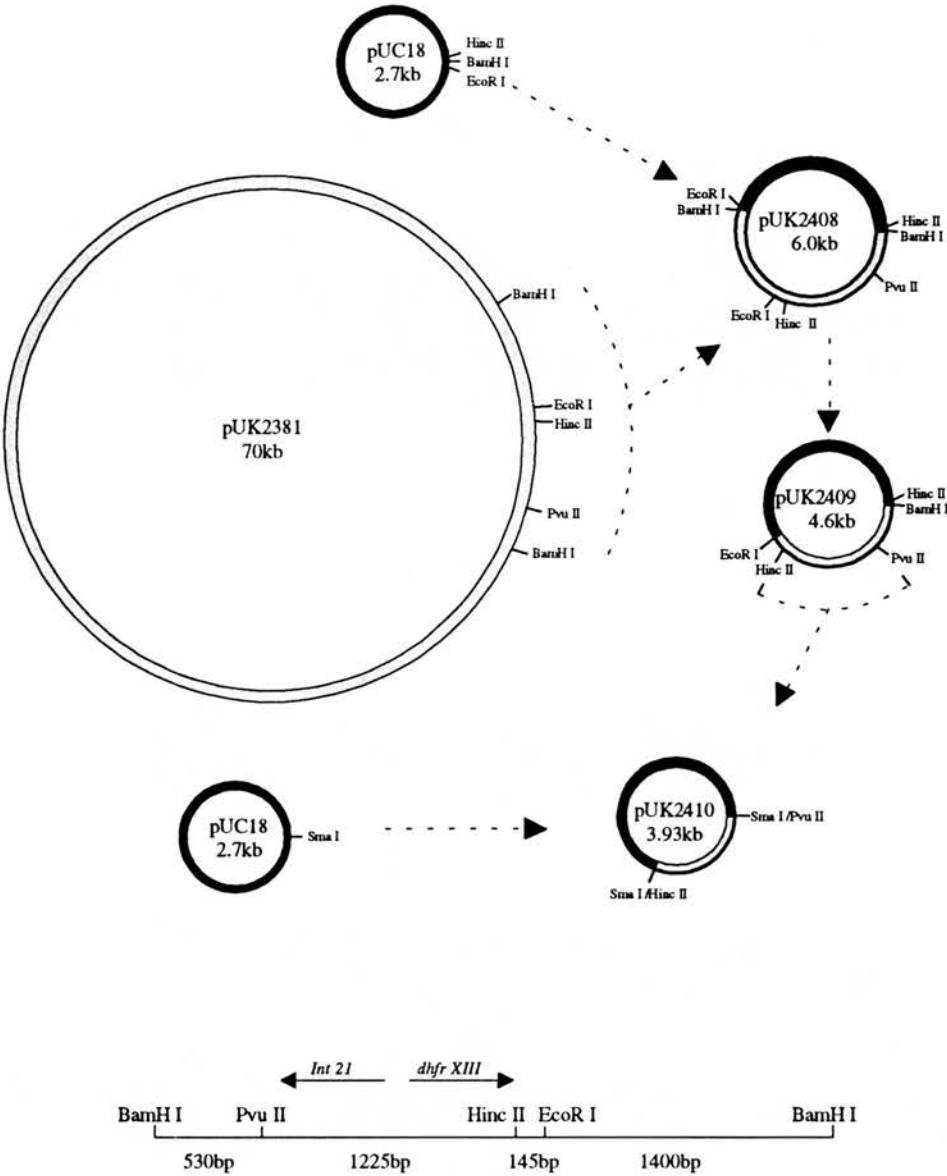 pUC18
2.7kb
Hinc II
BamH I
EcoR I
EcoR I
BamH I
pUK2408
6.0kb
Hinc II
BamH I
Pvu II
EcoR I
Hinc II
pUK2381
70kb
BamH I
EcoR I
Hinc II
Pvu II
BamH I
pUK2409
4.6kb
Hinc II
BamH I
EcoR I
Hinc II
Pvu II
pUC18
2.7kb
Sma I
pUK2410
3.93kb
Sma I/Pvu II
Sma I/Hinc II
Int 21 dhfr XIII
BamH I Pvu II Hinc II EcoR I BamH I
530bp 1225bp 145bp 1400bp